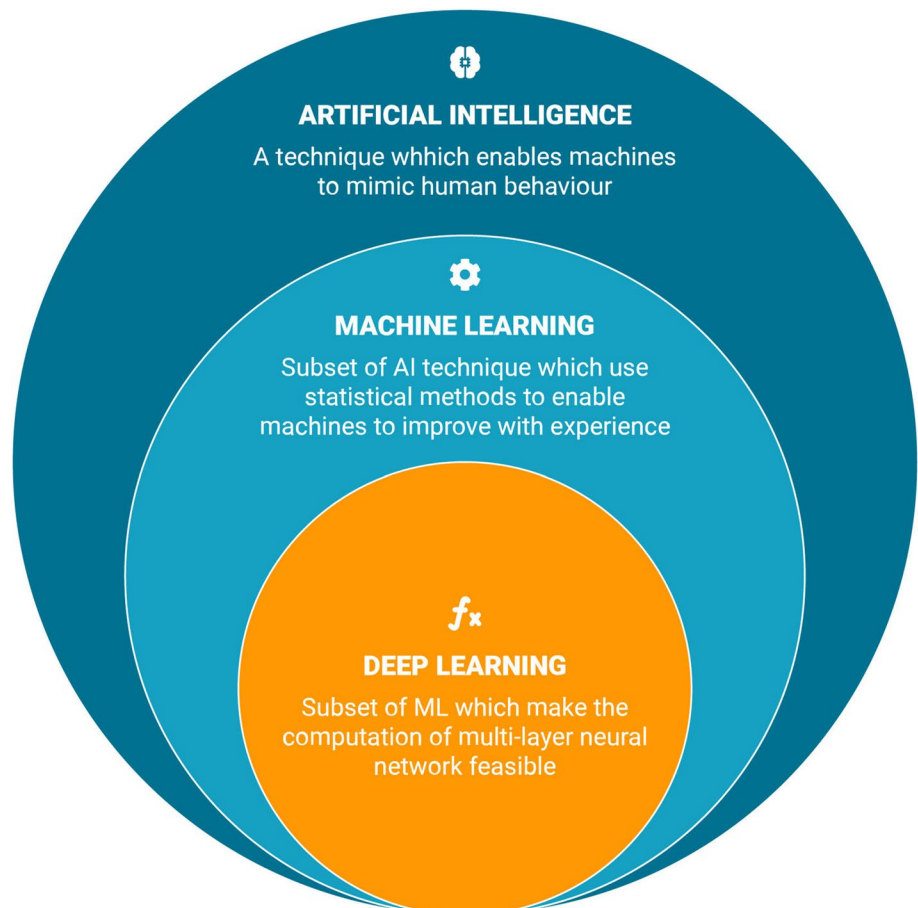 ARTIFICIAL INTELLIGENCE
A technique whhich enables machines
to mimic human behaviour
MACHINE LEARNING
Subset of AI technique which use
statistical methods to enable
machines to improve with experience
fx
DEEP LEARNING
Subset of ML which make the
computation of multi-layer neural
network feasible